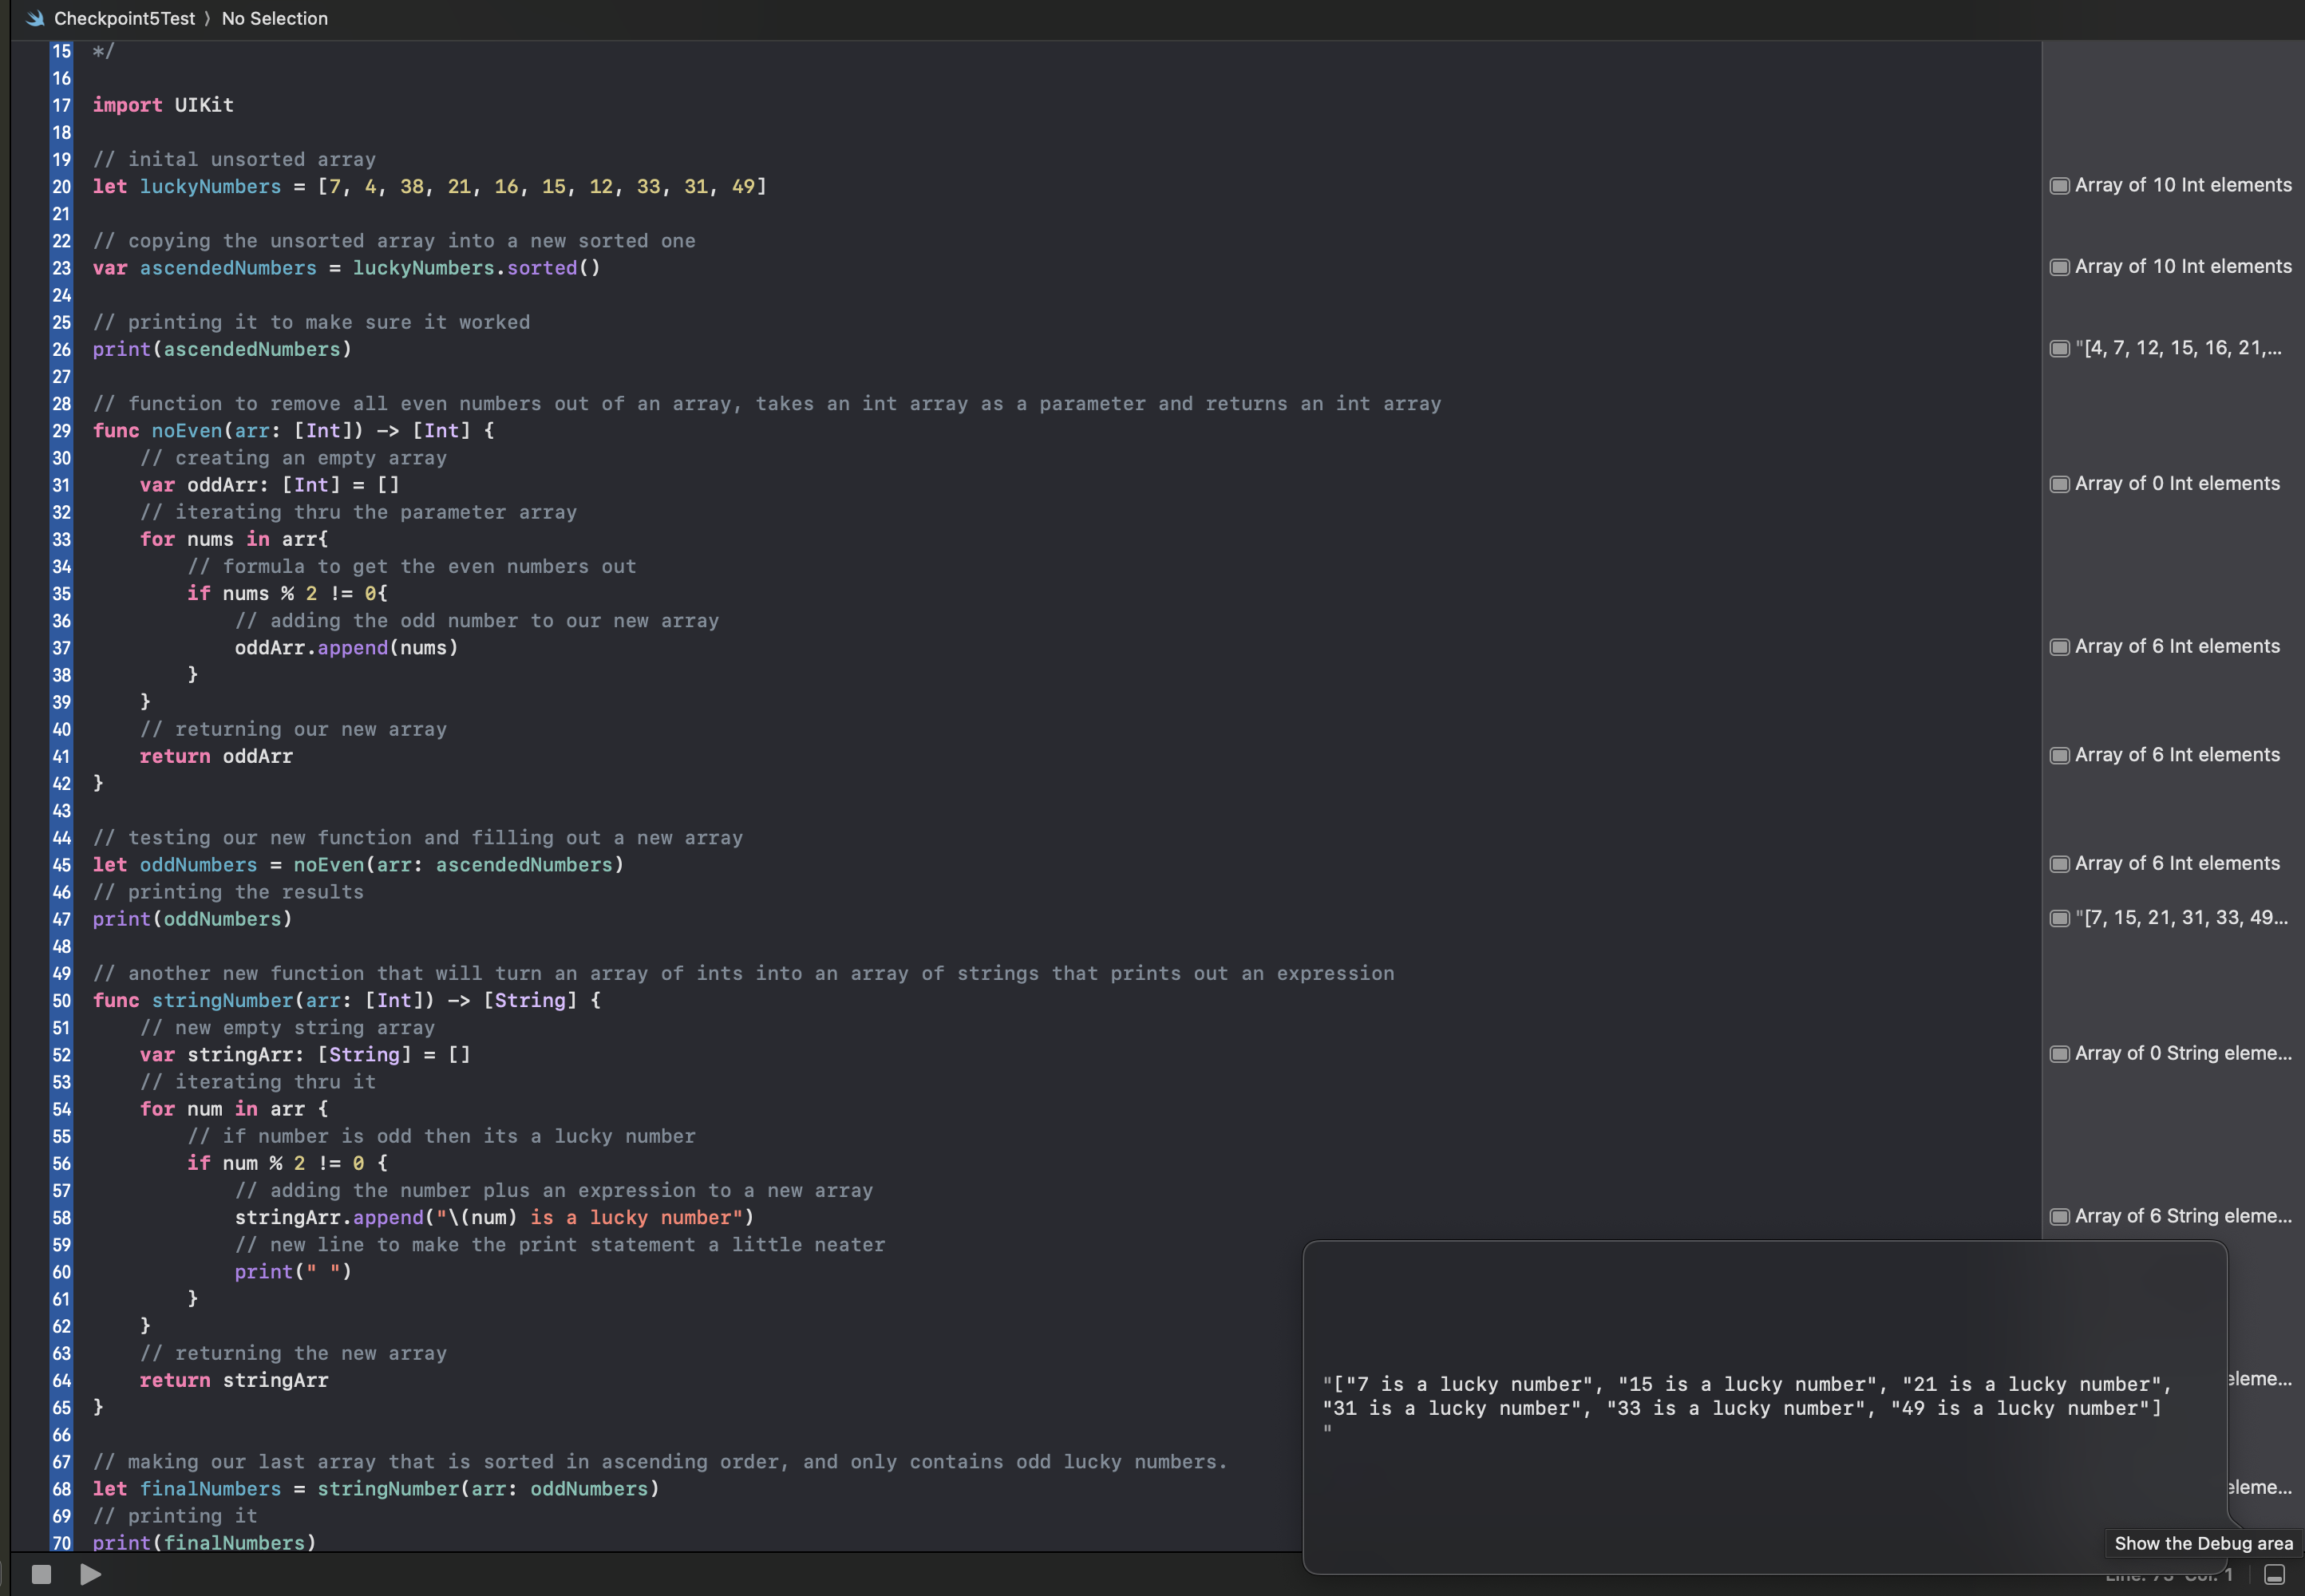 Checkpoint5Test 〉 No Selection
15 */
16
17 import UIKit
18
19 // inital unsorted array
20 let luckyNumbers = [7, 4, 38, 21, 16, 15, 12, 33, 31, 49] Array of 10 Int elements
21
22 // copying the unsorted array into a new sorted one
23 var ascendedNumbers = luckyNumbers.sorted() Array of 10 Int elements
24
25 // printing it to make sure it worked
26 print(ascendedNumbers) "[4, 7, 12, 15, 16, 21,...
27
28 // function to remove all even numbers out of an array, takes an int array as a parameter and returns an int array
29 func noEven(arr: [Int]) -> [Int] {
30     // creating an empty array
31     var oddArr: [Int] = [] Array of 0 Int elements
32     // iterating thru the parameter array
33     for nums in arr{
34         // formula to get the even numbers out
35         if nums % 2 != 0{
36             // adding the odd number to our new array
37             oddArr.append(nums) Array of 6 Int elements
38         }
39     }
40     // returning our new array
41     return oddArr Array of 6 Int elements
42 }
43
44 // testing our new function and filling out a new array
45 let oddNumbers = noEven(arr: ascendedNumbers) Array of 6 Int elements
46 // printing the results
47 print(oddNumbers) "[7, 15, 21, 31, 33, 49...
48
49 // another new function that will turn an array of ints into an array of strings that prints out an expression
50 func stringNumber(arr: [Int]) -> [String] {
51     // new empty string array
52     var stringArr: [String] = [] Array of 0 String eleme...
53     // iterating thru it
54     for num in arr {
55         // if number is odd then its a lucky number
56         if num % 2 != 0 {
57             // adding the number plus an expression to a new array
58             stringArr.append("\(num) is a lucky number") Array of 6 String eleme...
59             // new line to make the print statement a little neater
60             print(" ")
61         }
62     }
63     // returning the new array
64     return stringArr eleme...
65 }
66
67 // making our last array that is sorted in ascending order, and only contains odd lucky numbers.
68 let finalNumbers = stringNumber(arr: oddNumbers) eleme...
69 // printing it
70 print(finalNumbers)
"["7 is a lucky number", "15 is a lucky number", "21 is a lucky number",
"31 is a lucky number", "33 is a lucky number", "49 is a lucky number"]
"
Show the Debug area